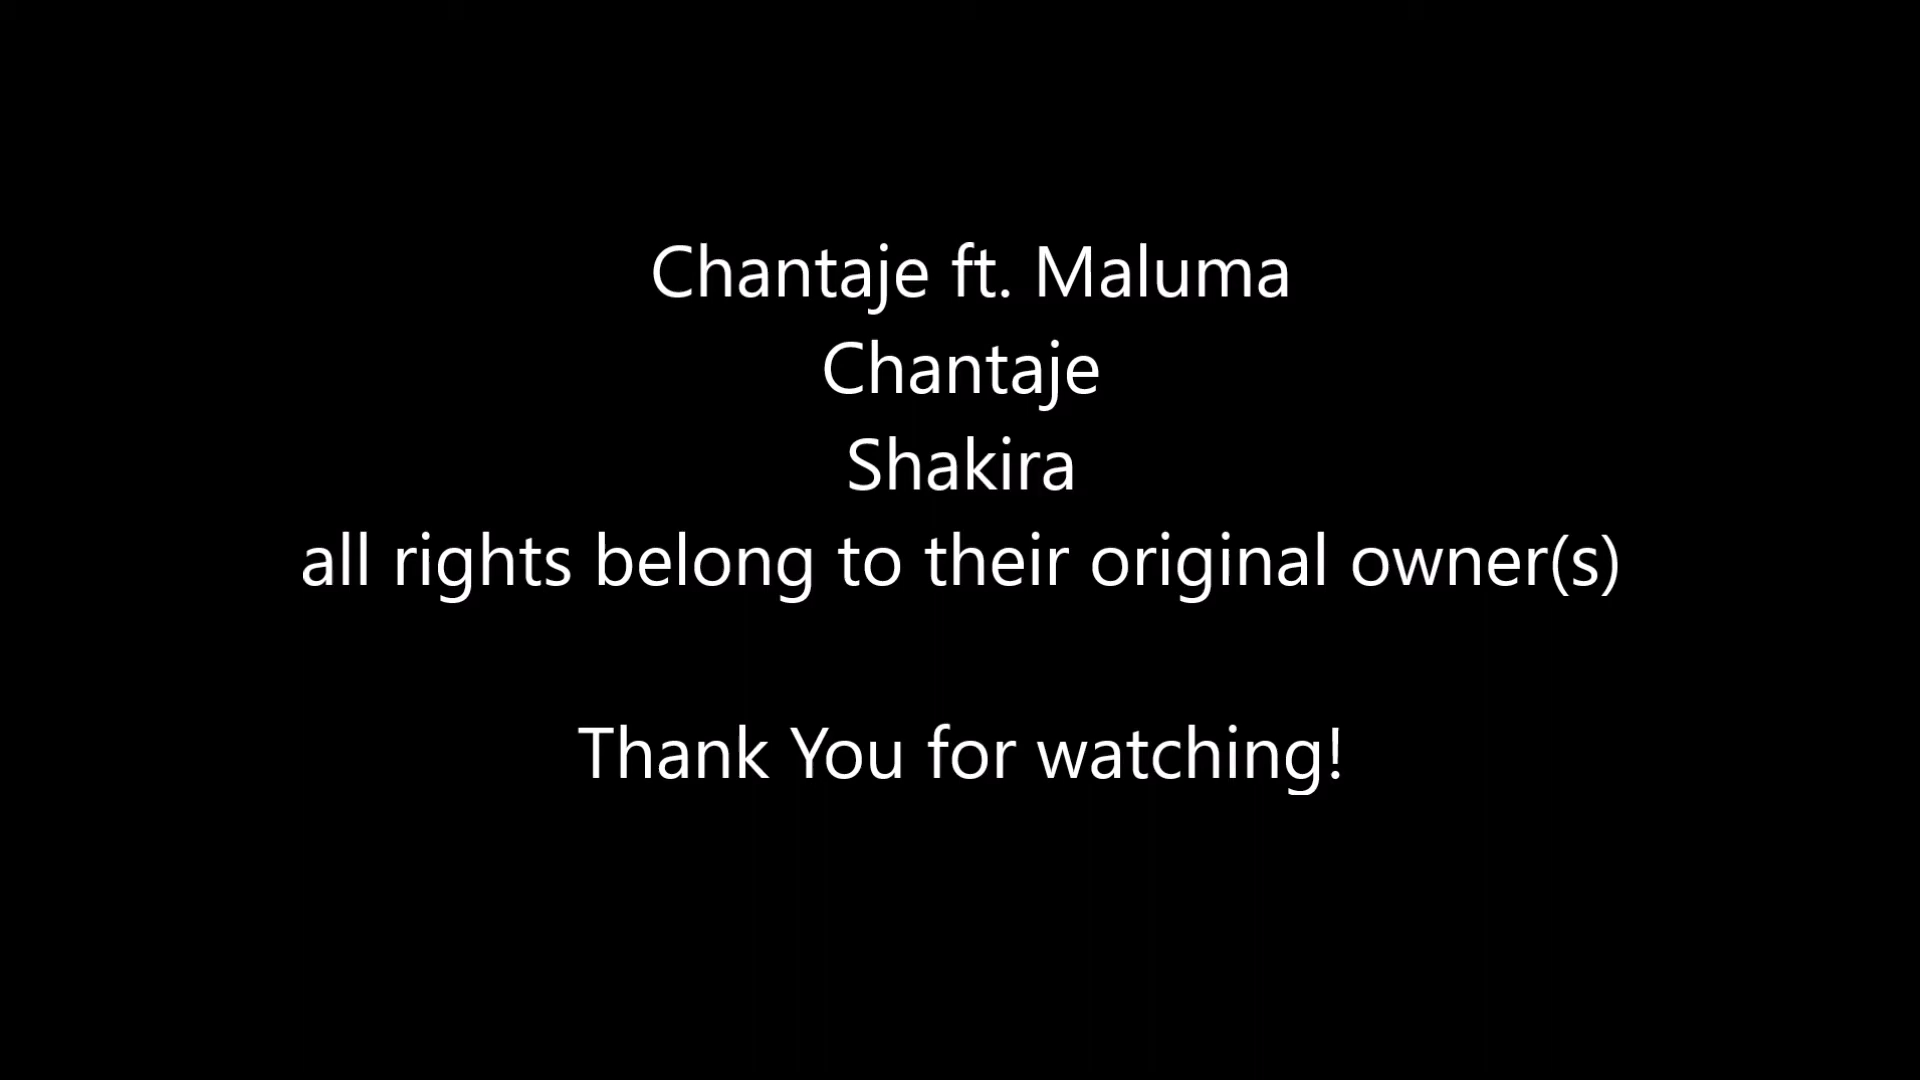 Chantaje ft. Maluma
Chantaje
Shakira
all rights belong to their original owner(s)
Thank You for watching!